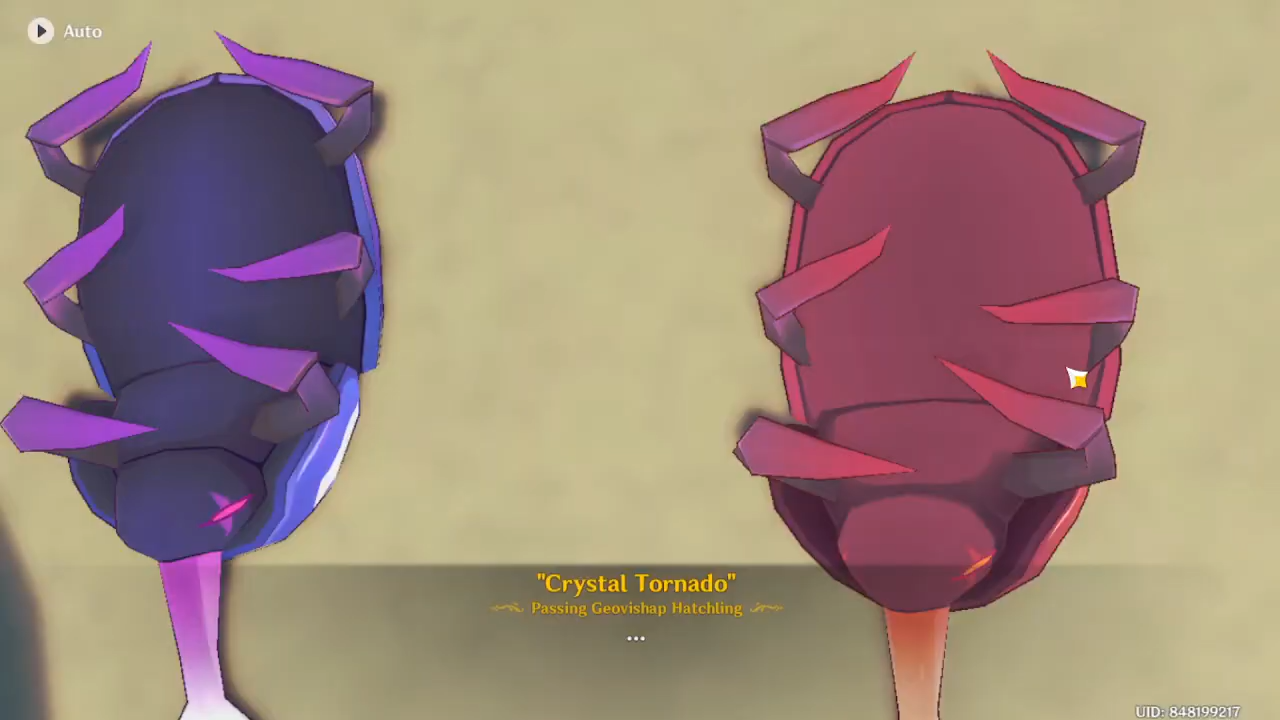 Auto
"Crystal Tornado"
Passing Geovishap Hatchling
...
UID: 848199217